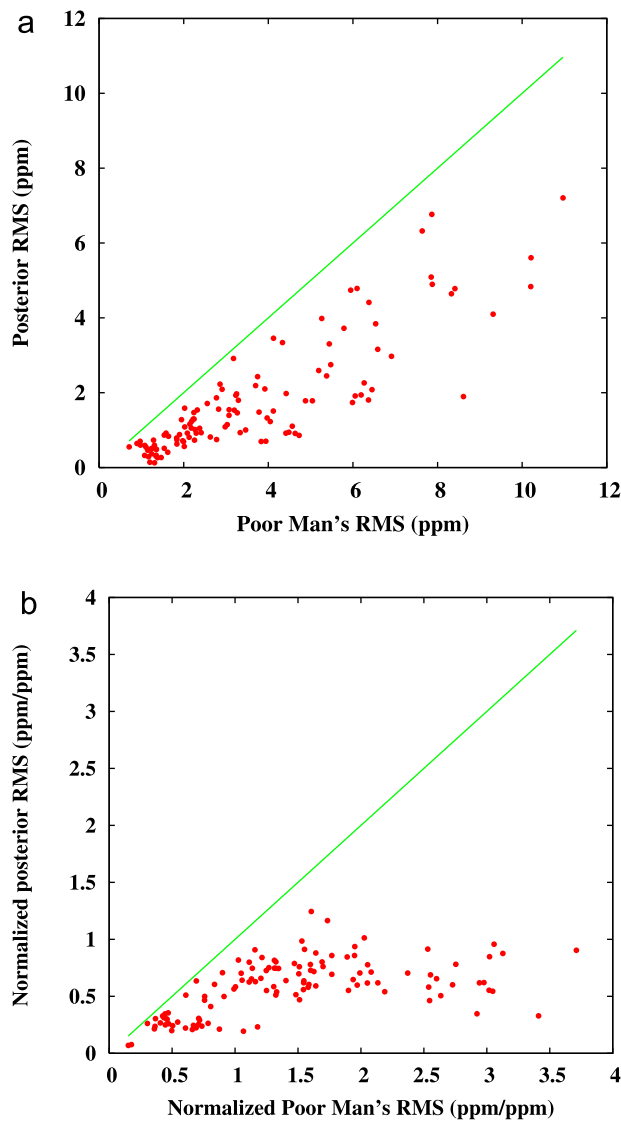 a
12
10
8
6
4
2
0
Posterior RMS (ppm)
0 2 4 6 8 10 12
Poor Man's RMS (ppm)
b
4
3.5
3
2.5
2
1.5
1
0.5
0
Normalized posterior RMS (ppm/ppm)
0 0.5 1 1.5 2 2.5 3 3.5 4
Normalized Poor Man's RMS (ppm/ppm)